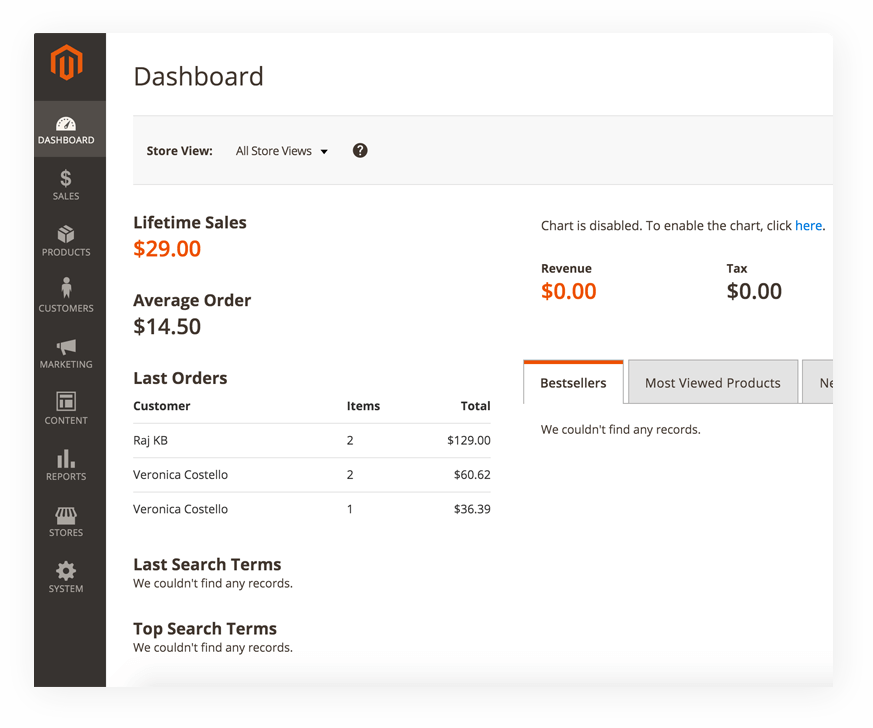 Dashboard
DASHBOARD
SALES
PRODUCTS
CUSTOMERS
MARKETING
CONTENT
REPORTS
STORES
SYSTEM
Store View: All Store Views ?
Lifetime Sales
$29.00
Average Order
$14.50
Last Orders
Customer Items Total
Raj KB 2 $129.00
Veronica Costello 2 $60.62
Veronica Costello 1 $36.39
Last Search Terms
We couldn't find any records.
Top Search Terms
We couldn't find any records.
Chart is disabled. To enable the chart, click here.
Revenue Tax
$0.00 $0.00
Bestsellers Most Viewed Products Ne
We couldn't find any records.